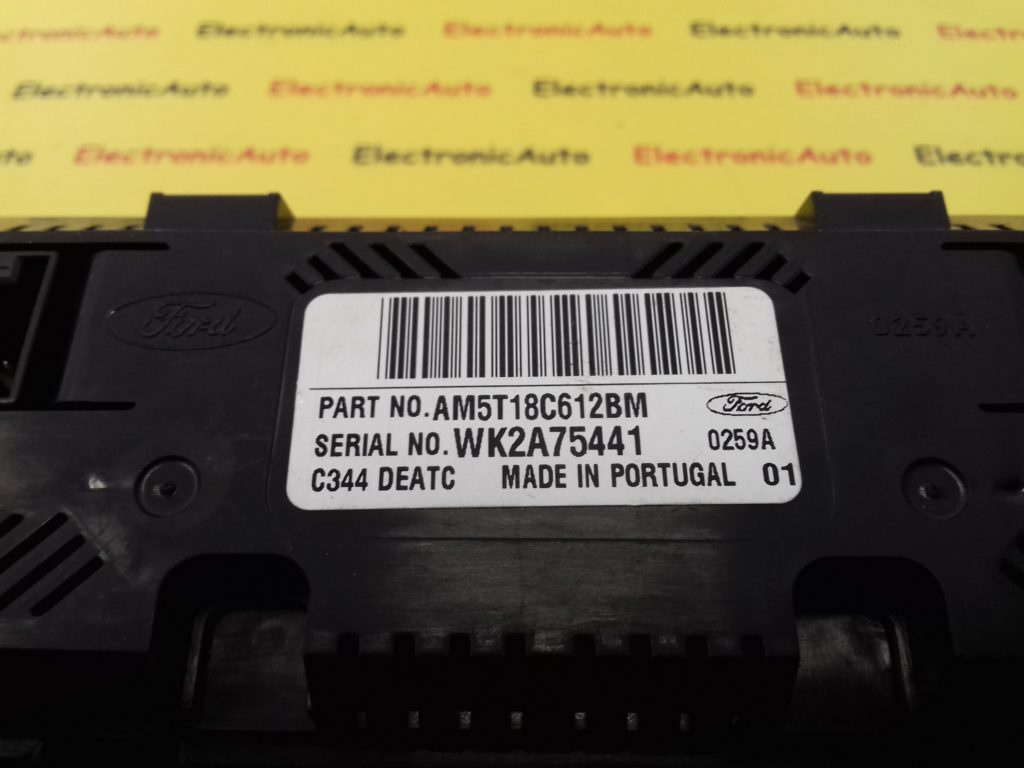 ElectronicAuto ElectronicAuto ElectronicAuto ElectronicAuto
ElectronicAuto ElectronicAuto ElectronicAuto ElectronicAuto
ElectronicAuto ElectronicAuto ElectronicAuto ElectronicAuto
Ford
0259A
PART NO. AM5T18C612BM Ford
SERIAL NO. WK2A75441 0259A
C344 DEATC MADE IN PORTUGAL 01